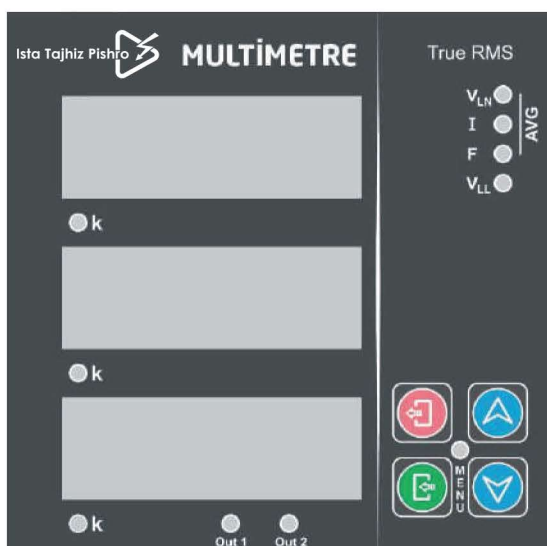 Ista Tajhiz Pishro
MULTİMETRE
True RMS
VLN
I
F
VLL
AVG
k
k
k
Out 1
Out 2
MENU